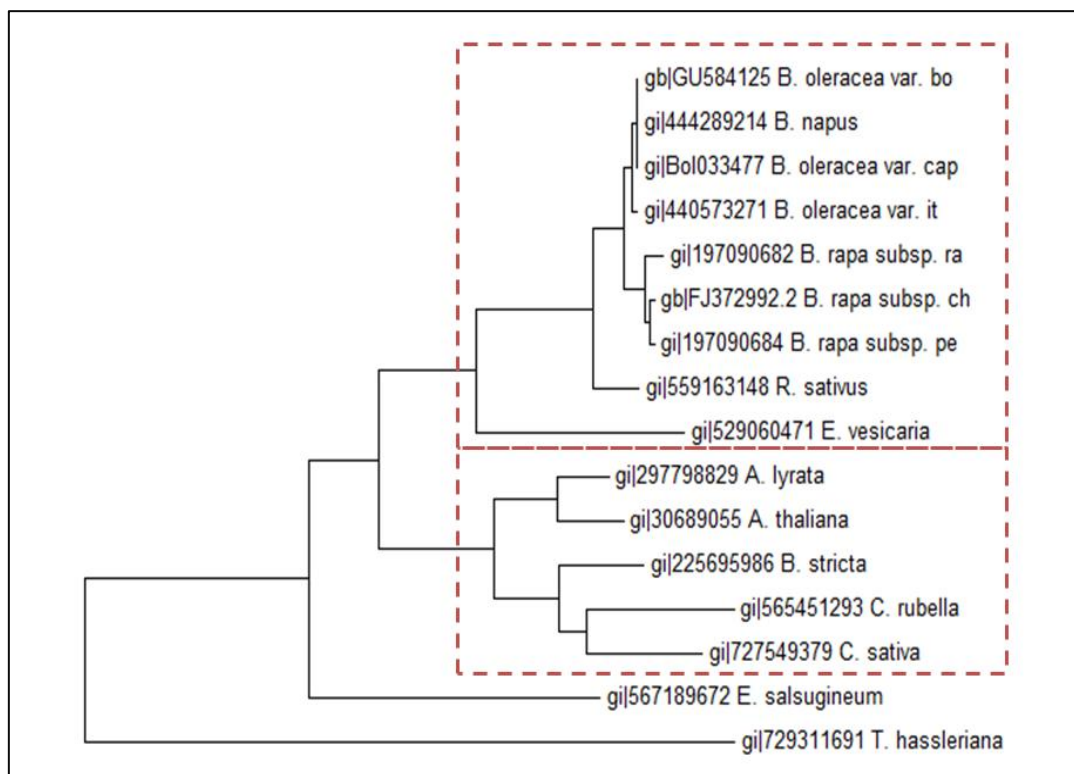 gb|GU584125 B. oleracea var. bo
gi|444289214 B. napus
gi|Bol033477 B. oleracea var. cap
gi|440573271 B. oleracea var. it
gi|197090682 B. rapa subsp. ra
gb|FJ372992.2 B. rapa subsp. ch
gi|197090684 B. rapa subsp. pe
gi|559163148 R. sativus
gi|529060471 E. vesicaria
gi|297798829 A. lyrata
gi|30689055 A. thaliana
gi|225695986 B. stricta
gi|565451293 C. rubella
gi|727549379 C. sativa
gi|567189672 E. salsugineum
gi|729311691 T. hassleriana